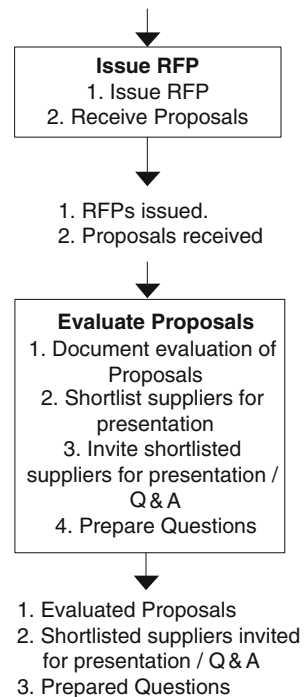 Issue RFP
1. Issue RFP
2. Receive Proposals
1. RFPs issued.
2. Proposals received
Evaluate Proposals
1. Document evaluation of
Proposals
2. Shortlist suppliers for
presentation
3. Invite shortlisted
suppliers for presentation /
Q & A
4. Prepare Questions
1. Evaluated Proposals
2. Shortlisted suppliers invited
for presentation / Q & A
3. Prepared Questions